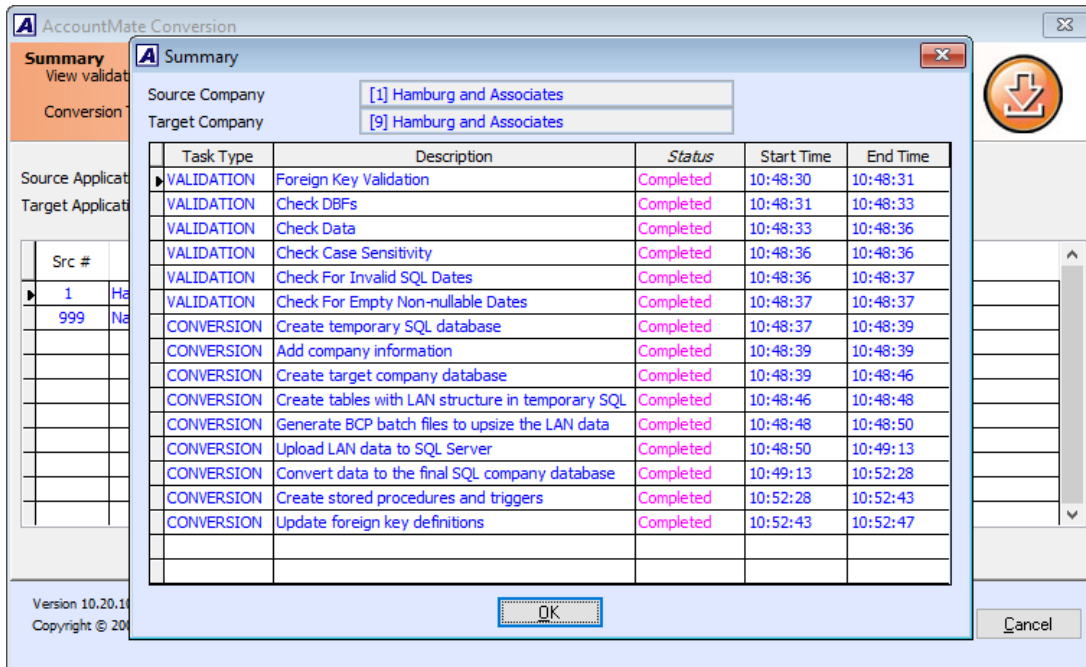 AccountMate Conversion
Summary
View validat
Conversion
Source Applicat
Target Applicati
Src #
1 Ha
999 Na
Version 10.20.10
Copyright © 200
Cancel
Summary
Source Company [1] Hamburg and Associates
Target Company [9] Hamburg and Associates
Task Type Description Status Start Time End Time
VALIDATION Foreign Key Validation Completed 10:48:30 10:48:31
VALIDATION Check DBFs Completed 10:48:31 10:48:33
VALIDATION Check Data Completed 10:48:33 10:48:36
VALIDATION Check Case Sensitivity Completed 10:48:36 10:48:36
VALIDATION Check For Invalid SQL Dates Completed 10:48:36 10:48:37
VALIDATION Check For Empty Non-nullable Dates Completed 10:48:37 10:48:37
CONVERSION Create temporary SQL database Completed 10:48:37 10:48:39
CONVERSION Add company information Completed 10:48:39 10:48:39
CONVERSION Create target company database Completed 10:48:39 10:48:46
CONVERSION Create tables with LAN structure in temporary SQL Completed 10:48:46 10:48:48
CONVERSION Generate BCP batch files to upsize the LAN data Completed 10:48:48 10:48:50
CONVERSION Upload LAN data to SQL Server Completed 10:48:50 10:49:13
CONVERSION Convert data to the final SQL company database Completed 10:49:13 10:52:28
CONVERSION Create stored procedures and triggers Completed 10:52:28 10:52:43
CONVERSION Update foreign key definitions Completed 10:52:43 10:52:47
OK